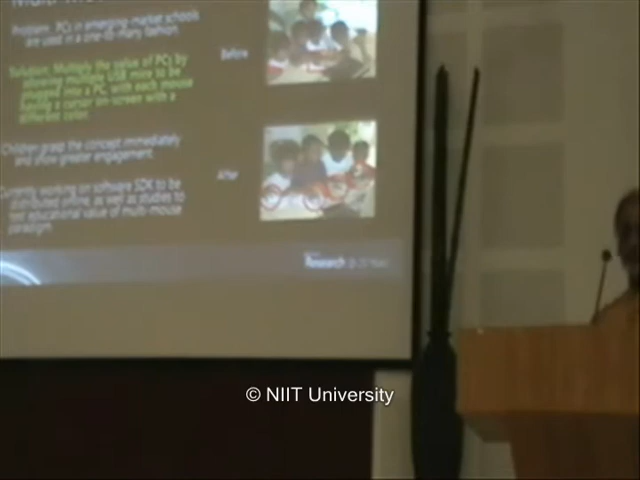 Problem: PCs in emerging-market schools
are used in a one-to-many fashion.
Solution: Multiply the value of PCs by
allowing multiple USB mice to be
plugged into a PC, with each mouse
having a cursor on-screen with a
different color.
Before
Children grasp the concept immediately
and show greater engagement.
After
Currently working on software SDK to be
distributed online, as well as studies to
test educational value of multi-mouse
paradigm.
Research
© NIIT University